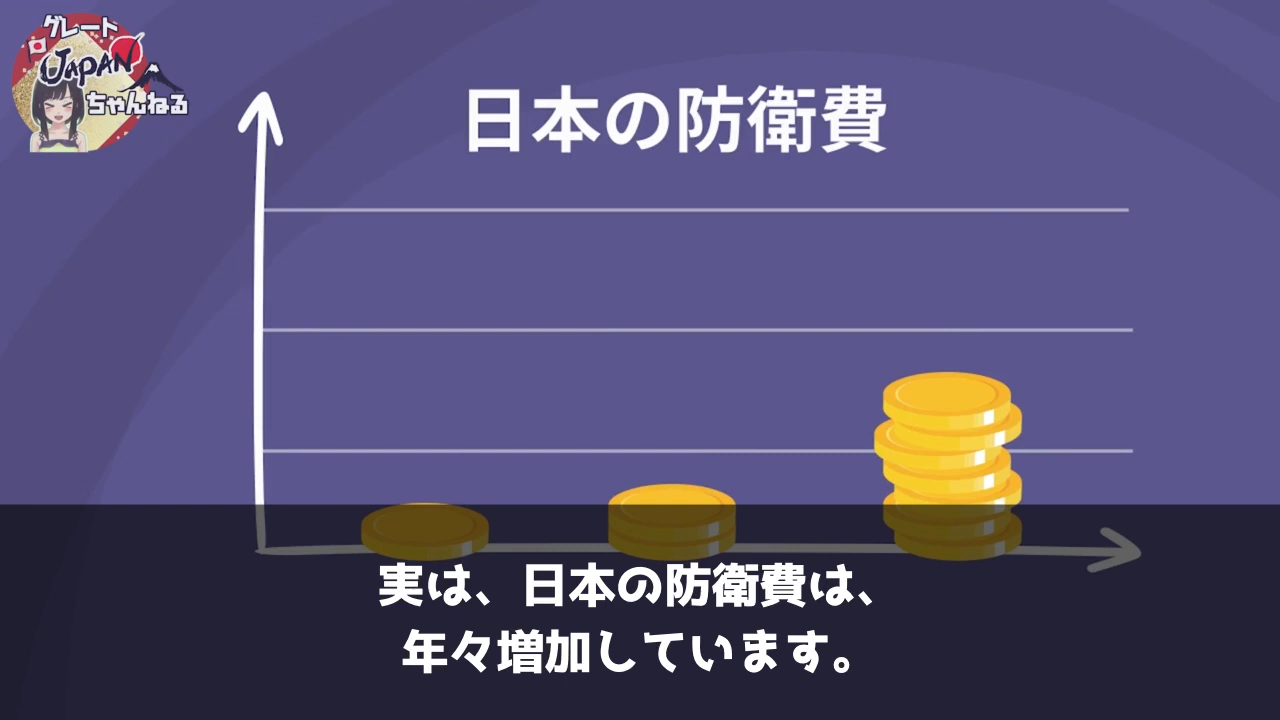 グレート
JAPAN
ちゃんねる
日本の防衛費
実は、日本の防衛費は、
年々増加しています。